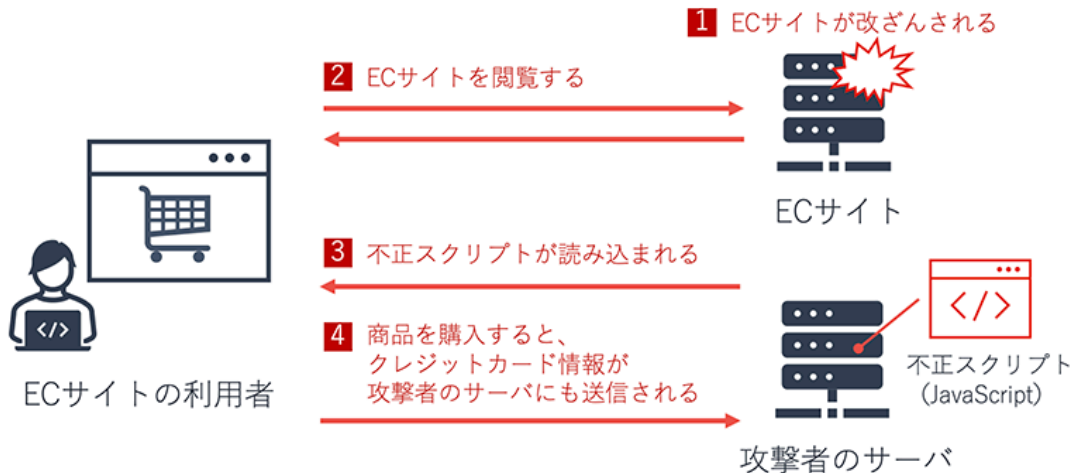 1 ECサイトが改ざんされる
2 ECサイトを閲覧する
ECサイト
3 不正スクリプトが読み込まれる
4 商品を購入すると、
クレジットカード情報が
攻撃者のサーバにも送信される
</>
ECサイトの利用者
</>
不正スクリプト
(JavaScript)
攻撃者のサーバ